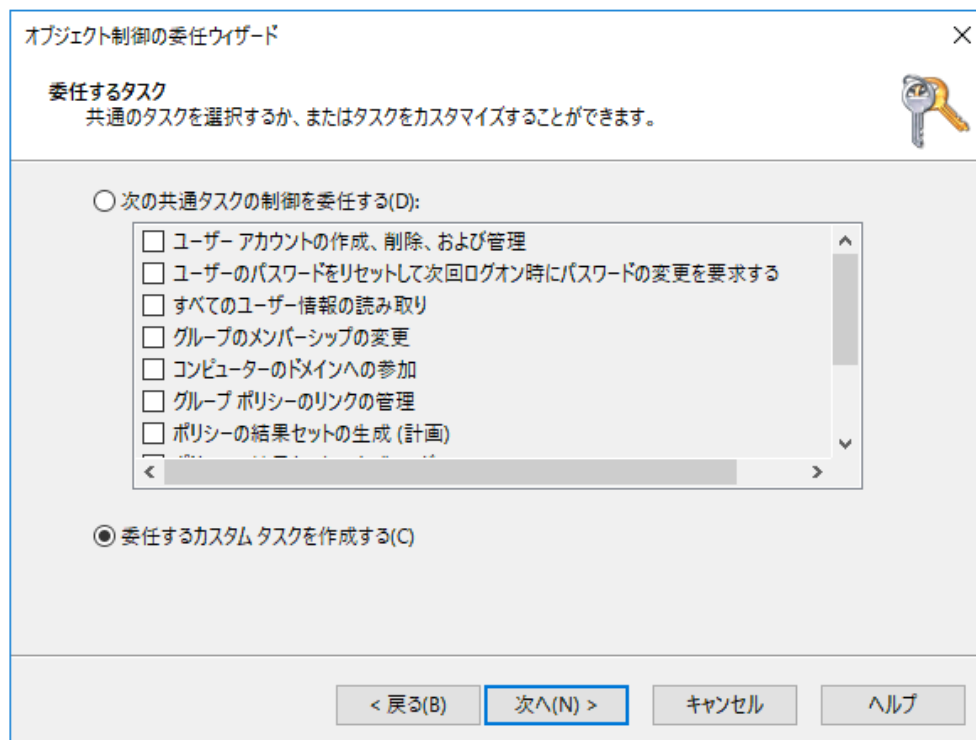 オブジェクト制御の委任ウィザード
委任するタスク
共通のタスクを選択するか、またはタスクをカスタマイズすることができます。
次の共通タスクの制御を委任する(D):
ユーザー アカウントの作成、削除、および管理
ユーザーのパスワードをリセットして次回ログオン時にパスワードの変更を要求する
すべてのユーザー情報の読み取り
グループのメンバーシップの変更
コンピューターのドメインへの参加
グループ ポリシーのリンクの管理
ポリシーの結果セットの生成 (計画)
委任するカスタム タスクを作成する(C)
< 戻る(B)
次へ(N) >
キャンセル
ヘルプ